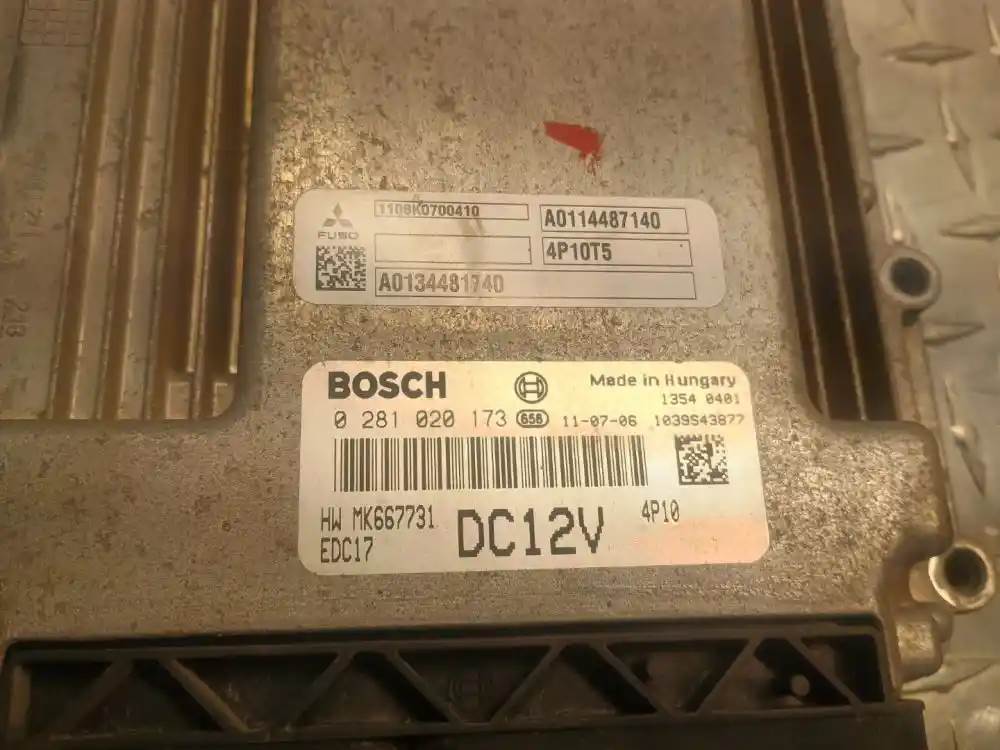 1108K0700410
A0114487140
FUSO
4P10T5
A0134481740
BOSCH
Made in Hungary
1354 0401
0 281 020 173 656 11-07-06 1039S43877
HW MK667731
DC12V
4P10
EDC17